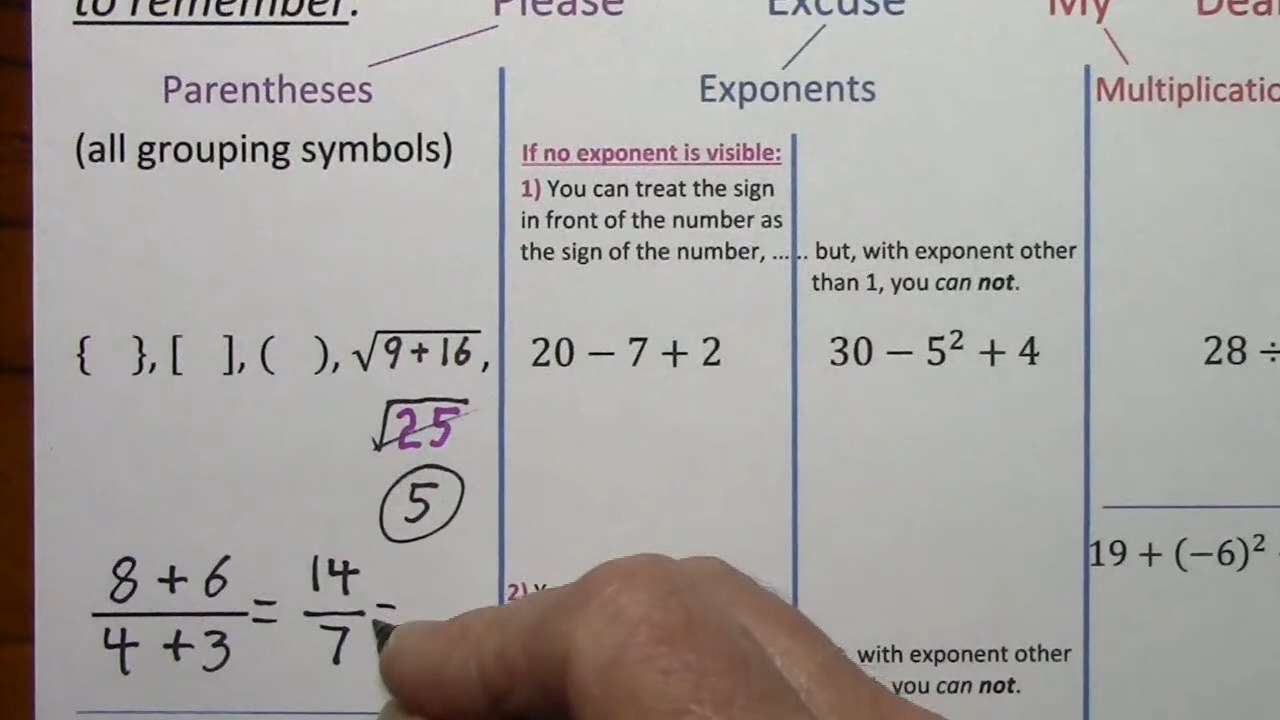 to remember.
Please Excuse My Dear
Parentheses
(all grouping symbols)
{ }, [ ], ( ), √9+16,
√25
5
8 + 6 / 4 + 3 = 14 / 7 =
Exponents
If no exponent is visible:
1) You can treat the sign
in front of the number as
the sign of the number, ...
20 − 7 + 2
2)
.. but, with exponent other
than 1, you can not.
30 − 5² + 4
with exponent other
you can not.
28 ÷
19 + (−6)²